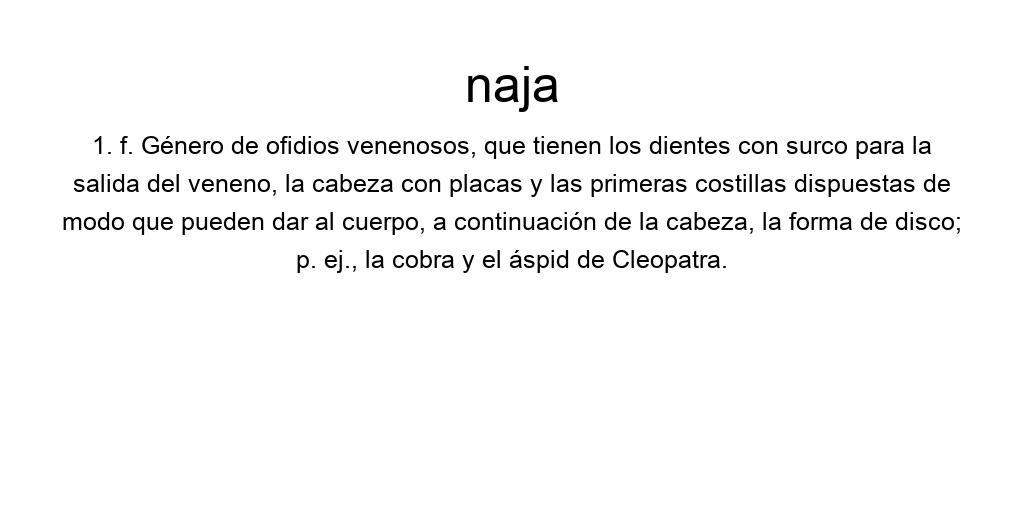 naja
1. f. Género de ofidios venenosos, que tienen los dientes con surco para la
salida del veneno, la cabeza con placas y las primeras costillas dispuestas de
modo que pueden dar al cuerpo, a continuación de la cabeza, la forma de disco;
p. ej., la cobra y el áspid de Cleopatra.